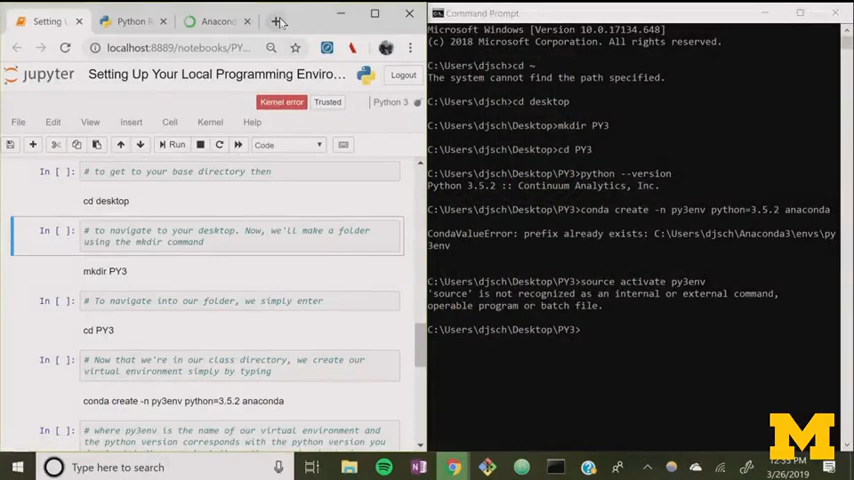 Setting Up
Python R
Anacon
localhost:8889/notebooks/PY...
jupyter
Setting Up Your Local Programming Enviro...
Logout
Kernel error
Trusted
Python 3
File Edit View Insert Cell Kernel Help
Run
Code
In [ ]:
# to get to your base directory then
cd desktop
In [ ]:
# to navigate to your desktop. Now, we'll make a folder
using the mkdir command
mkdir PY3
In [ ]:
# To navigate into our folder, we simply enter
cd PY3
In [ ]:
# Now that we're in our class directory, we create our
virtual environment simply by typing
conda create -n py3env python=3.5.2 anaconda
In [ ]:
# where py3env is the name of our virtual environment and
the python version corresponds with the python version you
Command Prompt
Microsoft Windows [Version 10.0.17134.648]
(c) 2018 Microsoft Corporation. All rights reserved.
C:\Users\djsch>cd ~
The system cannot find the path specified.
C:\Users\djsch>cd desktop
C:\Users\djsch\Desktop>mkdir PY3
C:\Users\djsch\Desktop>cd PY3
C:\Users\djsch\Desktop\PY3>python --version
Python 3.5.2 :: Continuum Analytics, Inc.
C:\Users\djsch\Desktop\PY3>conda create -n py3env python=3.5.2 anaconda
CondaValueError: prefix already exists: C:\Users\djsch\Anaconda3\envs\py
3env
C:\Users\djsch\Desktop\PY3>source activate py3env
'source' is not recognized as an internal or external command,
operable program or batch file.
C:\Users\djsch\Desktop\PY3>
M
Type here to search
12:35 PM
3/26/2019